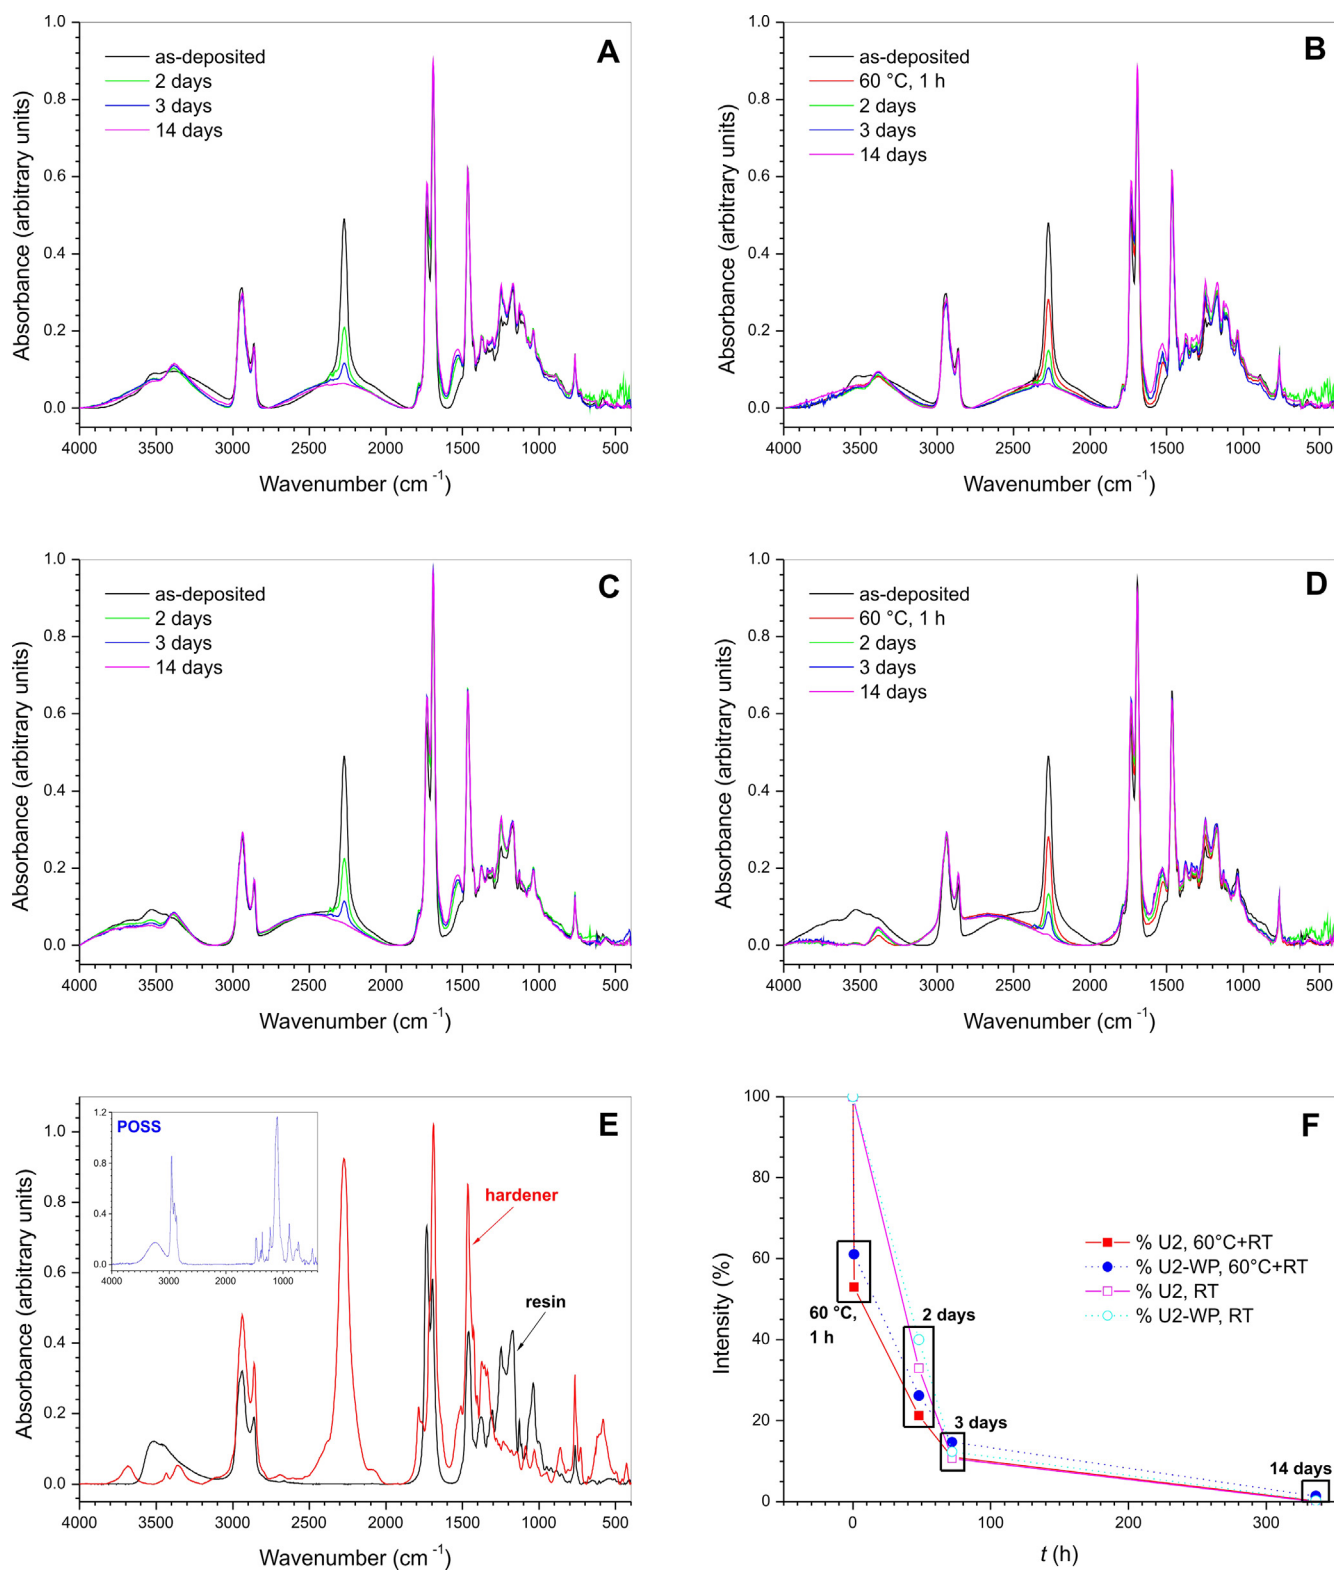 A
as-deposited
2 days
3 days
14 days
1.0
0.8
0.6
0.4
0.2
0.0
4000 3500 3000 2500 2000 1500 1000 500
Absorbance (arbitrary units)
Wavenumber (cm -1)
B
as-deposited
60 °C, 1 h
2 days
3 days
14 days
1.0
0.8
0.6
0.4
0.2
0.0
4000 3500 3000 2500 2000 1500 1000 500
Absorbance (arbitrary units)
Wavenumber (cm -1)
C
as-deposited
2 days
3 days
14 days
1.0
0.8
0.6
0.4
0.2
0.0
4000 3500 3000 2500 2000 1500 1000 500
Absorbance (arbitrary units)
Wavenumber (cm -1)
D
as-deposited
60 °C, 1 h
2 days
3 days
14 days
1.0
0.8
0.6
0.4
0.2
0.0
4000 3500 3000 2500 2000 1500 1000 500
Absorbance (arbitrary units)
Wavenumber (cm -1)
E
POSS
1.2
0.8
0.4
0.0
4000 3000 2000 1000
hardener
resin
1.0
0.8
0.6
0.4
0.2
0.0
4000 3500 3000 2500 2000 1500 1000 500
Absorbance (arbitrary units)
Wavenumber (cm -1)
F
% U2, 60°C+RT
% U2-WP, 60°C+RT
% U2, RT
% U2-WP, RT
60 °C,
1 h
2 days
3 days
14 days
100
80
60
40
20
0
0 100 200 300
Intensity (%)
t (h)